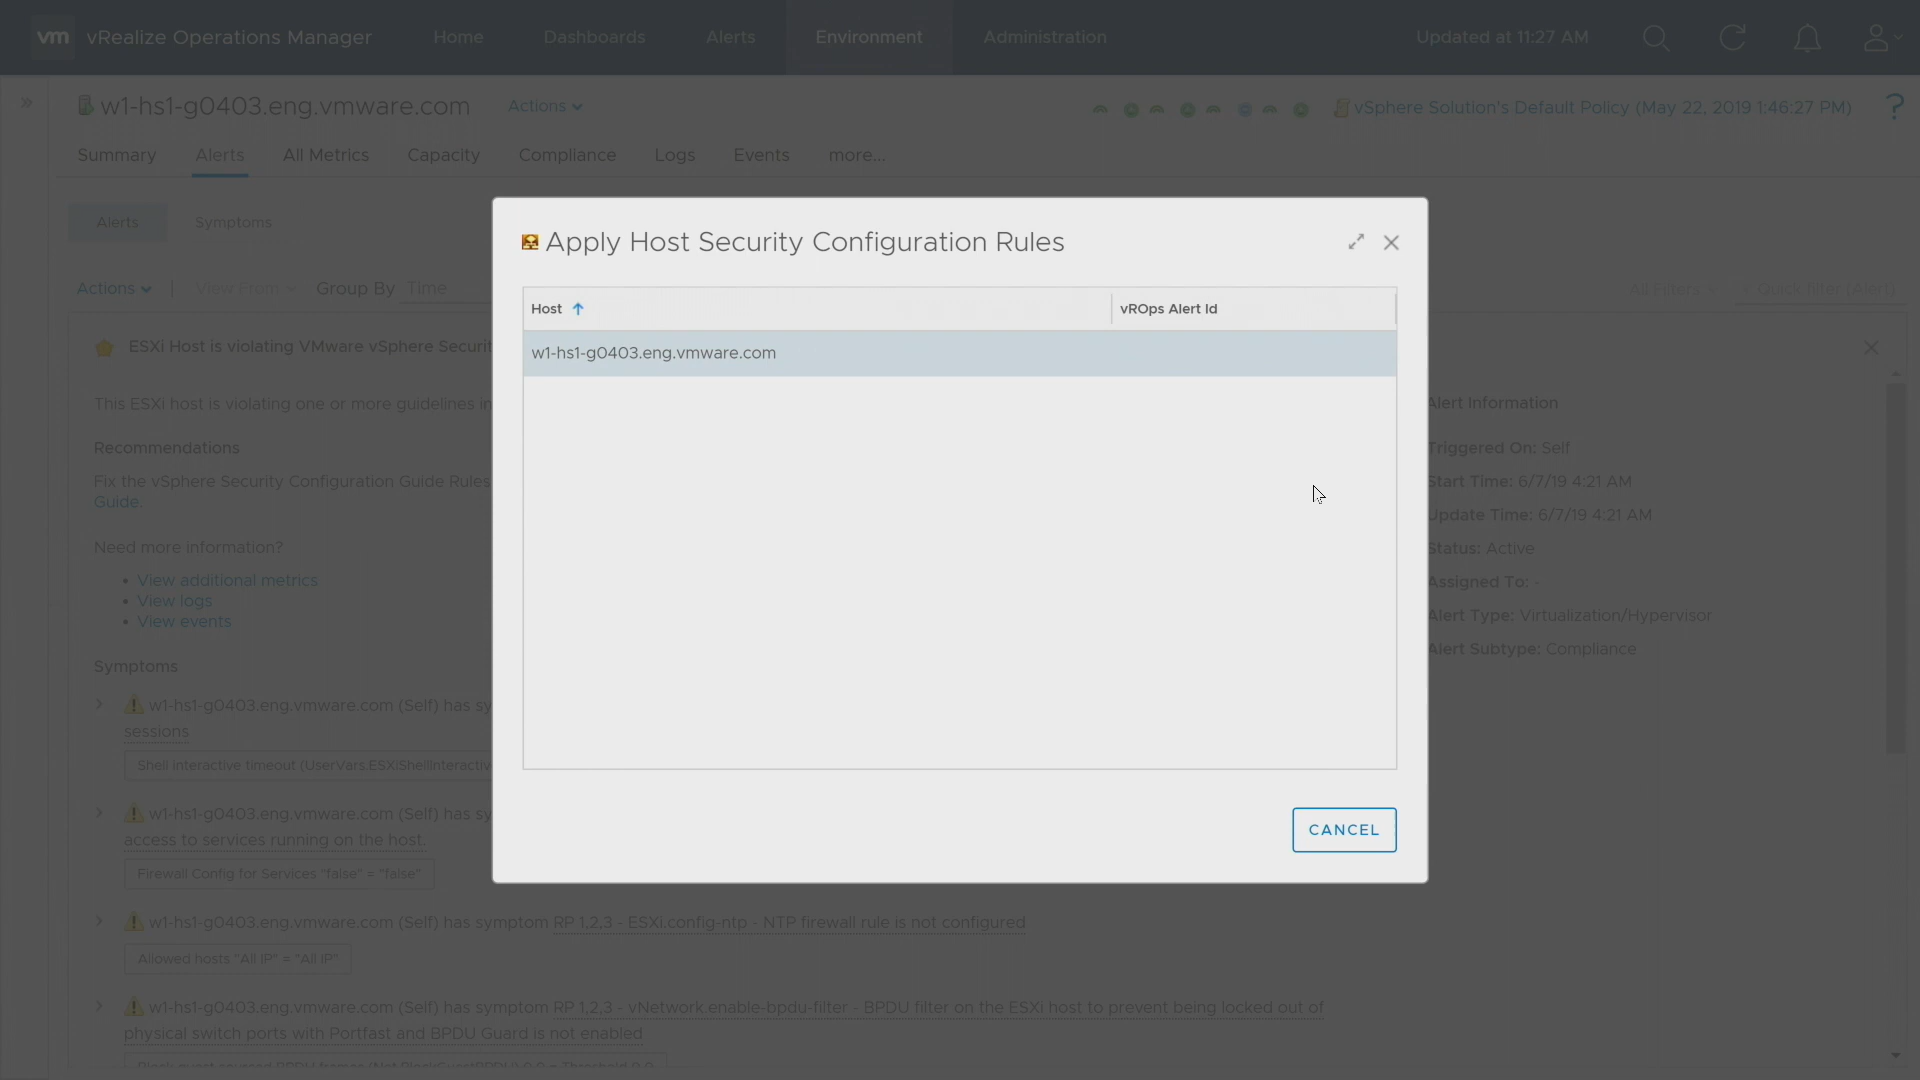 vm vRealize Operations Manager Home Dashboards Alerts Environment Administration Updated at 11:27 AM
w1-hs1-g0403.eng.vmware.com Actions vSphere Solution's Default Policy (May 22, 2019 1:46:27 PM) ?
Summary Alerts All Metrics Capacity Compliance Logs Events more...
Alerts Symptoms
Actions View From Group By Time All Filters Quick filter (Alert)
ESXi Host is violating VMware vSphere Securit
This ESXi host is violating one or more guidelines in
Recommendations
Fix the vSphere Security Configuration Guide Rules
Guide.
Need more information?
• View additional metrics
• View logs
• View events
Symptoms
w1-hs1-g0403.eng.vmware.com (Self) has sy
sessions
Shell interactive timeout (UserVars.ESXiShellInteractiv
w1-hs1-g0403.eng.vmware.com (Self) has sy
access to services running on the host.
Firewall Config for Services "false" = "false"
w1-hs1-g0403.eng.vmware.com (Self) has symptom RP 1,2,3 - ESXi.config-ntp - NTP firewall rule is not configured
Allowed hosts "All IP" = "All IP"
w1-hs1-g0403.eng.vmware.com (Self) has symptom RP 1,2,3 - vNetwork.enable-bpdu-filter - BPDU filter on the ESXi host to prevent being locked out of
physical switch ports with Portfast and BPDU Guard is not enabled
Apply Host Security Configuration Rules
Host vROps Alert Id
w1-hs1-g0403.eng.vmware.com
CANCEL
Alert Information
Triggered On: Self
Start Time: 6/7/19 4:21 AM
Update Time: 6/7/19 4:21 AM
Status: Active
Assigned To: -
Alert Type: Virtualization/Hypervisor
Alert Subtype: Compliance